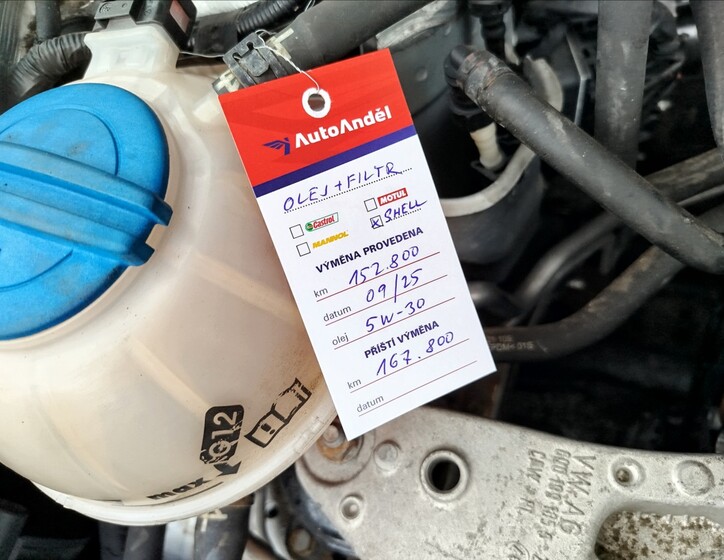 AutoAnděl
OLEJ + FILTR
Castrol
MOTUL
MANNOL
SHELL
VÝMĚNA PROVEDENA
km 152.800
datum 09/25
olej 5W-30
PŘÍŠTÍ VÝMĚNA
km 167.800
datum
G12
max
VW-AG